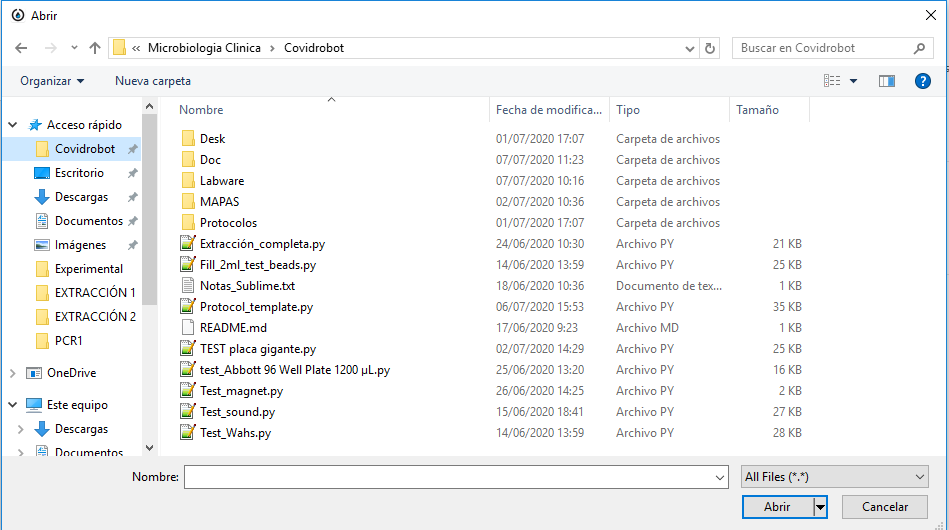 Abrir
« Microbiologia Clinica > Covidrobot
Buscar en Covidrobot
Organizar
Nueva carpeta
Nombre
Fecha de modifica...
Tipo
Tamaño
Acceso rápido
Covidrobot
Escritorio
Descargas
Documentos
Imágenes
Experimental
EXTRACCIÓN 1
EXTRACCIÓN 2
PCR1
OneDrive
Este equipo
Descargas
Documentos
Desk 01/07/2020 17:07 Carpeta de archivos
Doc 07/07/2020 11:23 Carpeta de archivos
Labware 07/07/2020 10:16 Carpeta de archivos
MAPAS 02/07/2020 10:36 Carpeta de archivos
Protocolos 01/07/2020 17:07 Carpeta de archivos
Extracción_completa.py 24/06/2020 10:30 Archivo PY 21 KB
Fill_2ml_test_beads.py 14/06/2020 13:59 Archivo PY 25 KB
Notas_Sublime.txt 18/06/2020 10:36 Documento de tex... 1 KB
Protocol_template.py 06/07/2020 15:53 Archivo PY 35 KB
README.md 17/06/2020 9:23 Archivo MD 1 KB
TEST placa gigante.py 02/07/2020 14:29 Archivo PY 25 KB
test_Abbott 96 Well Plate 1200 µL.py 25/06/2020 13:20 Archivo PY 16 KB
Test_magnet.py 26/06/2020 14:25 Archivo PY 2 KB
Test_sound.py 15/06/2020 18:41 Archivo PY 27 KB
Test_Wahs.py 14/06/2020 13:59 Archivo PY 28 KB
Nombre:
All Files (*.*)
Abrir
Cancelar